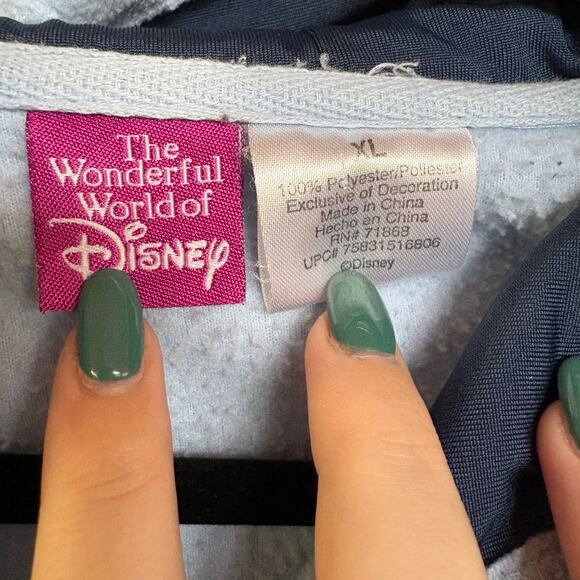 The
Wonderful
World of
Disney
XL
100% Polyester/Poliester
Exclusive of Decoration
Made in China
Hecho en China
RN# 71868
UPC# 75831516806
©Disney